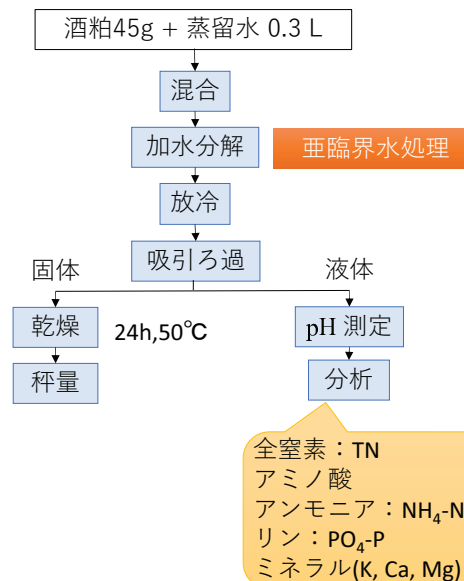 酒粕45g + 蒸留水 0.3 L
混合
加水分解
亜臨界水処理
放冷
吸引ろ過
固体
液体
乾燥
24h,50℃
pH 測定
秤量
分析
全窒素：TN
アミノ酸
アンモニア：NH₄-N
リン：PO₄-P
ミネラル(K, Ca, Mg)